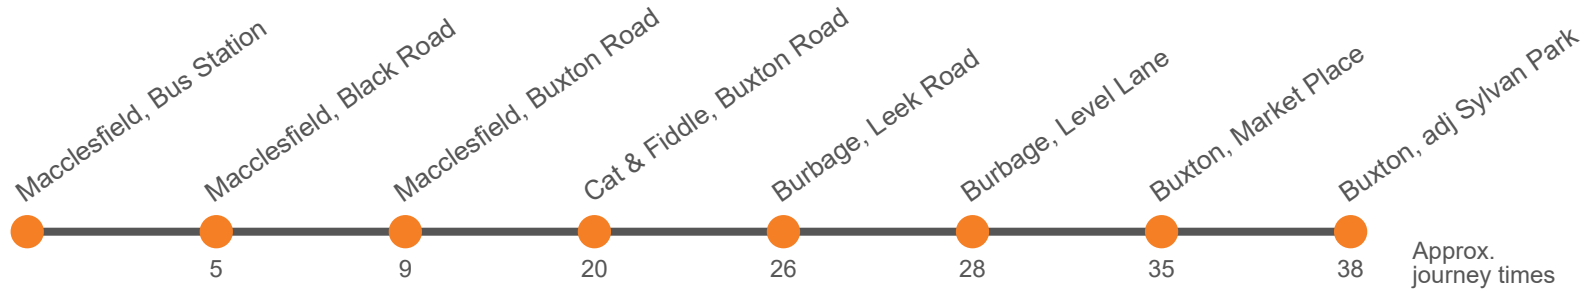 Macclesfield, Bus Station
Macclesfield, Black Road
Macclesfield, Buxton Road
Cat & Fiddle, Buxton Road
Burbage, Leek Road
Burbage, Level Lane
Buxton, Market Place
Buxton, adj Sylvan Park
5
9
20
26
28
35
38
Approx.
journey times